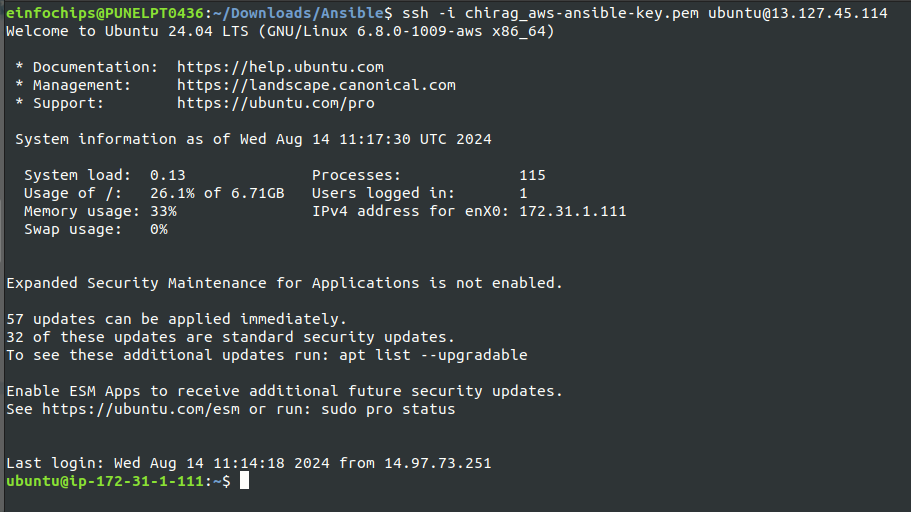 einfochips@PUNELPT0436:~/Downloads/Ansible$ ssh -i chirag_aws-ansible-key.pem ubuntu@13.127.45.114
Welcome to Ubuntu 24.04 LTS (GNU/Linux 6.8.0-1009-aws x86_64)

 * Documentation:  https://help.ubuntu.com
 * Management:     https://landscape.canonical.com
 * Support:        https://ubuntu.com/pro

 System information as of Wed Aug 14 11:17:30 UTC 2024

  System load:  0.13              Processes:             115
  Usage of /:   26.1% of 6.71GB   Users logged in:       1
  Memory usage: 33%               IPv4 address for enX0: 172.31.1.111
  Swap usage:   0%


Expanded Security Maintenance for Applications is not enabled.

57 updates can be applied immediately.
32 of these updates are standard security updates.
To see these additional updates run: apt list --upgradable

Enable ESM Apps to receive additional future security updates.
See https://ubuntu.com/esm or run: sudo pro status


Last login: Wed Aug 14 11:14:18 2024 from 14.97.73.251
ubuntu@ip-172-31-1-111:~$